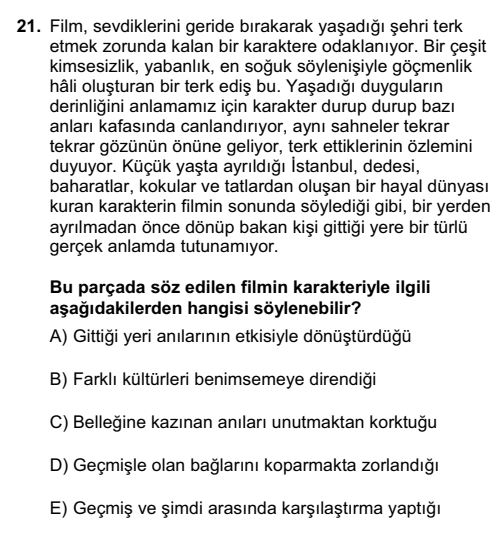 21. Film, sevdiklerini geride bırakarak yaşadığı şehri terk
etmek zorunda kalan bir karaktere odaklanıyor. Bir çeşit
kimsesizlik, yabanlık, en soğuk söylenişiyle göçmenlik
hâli oluşturan bir terk ediş bu. Yaşadığı duyguların
derinliğini anlamamız için karakter durup durup bazı
anları kafasında canlandırıyor, aynı sahneler tekrar
tekrar gözünün önüne geliyor, terk ettiklerinin özlemini
duyuyor. Küçük yaşta ayrıldığı İstanbul, dedesi,
baharatlar, kokular ve tatlardan oluşan bir hayal dünyası
kuran karakterin filmin sonunda söylediği gibi, bir yerden
ayrılmadan önce dönüp bakan kişi gittiği yere bir türlü
gerçek anlamda tutunamıyor.
Bu parçada söz edilen filmin karakteriyle ilgili
aşağıdakilerden hangisi söylenebilir?
A) Gittiği yeri anılarının etkisiyle dönüştürdüğü
B) Farklı kültürleri benimsemeye direndiği
C) Belleğine kazınan anıları unutmaktan korktuğu
D) Geçmişle olan bağlarını koparmakta zorlandığı
E) Geçmiş ve şimdi arasında karşılaştırma yaptığı